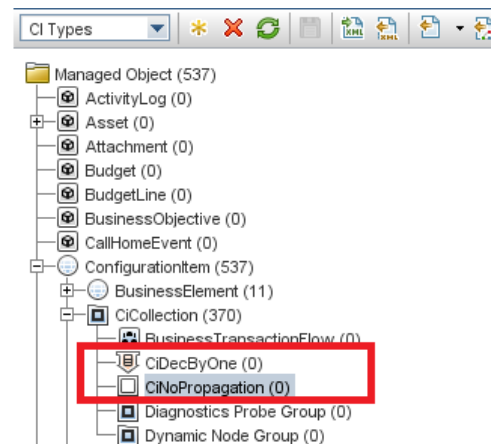 CI Types
XML
XML
Managed Object (537)
ActivityLog (0)
Asset (0)
Attachment (0)
Budget (0)
BudgetLine (0)
BusinessObjective (0)
CallHomeEvent (0)
ConfigurationItem (537)
BusinessElement (11)
CiCollection (370)
BusinessTransactionFlow (0)
CiDecByOne (0)
CiNoPropagation (0)
Diagnostics Probe Group (0)
Dynamic Node Group (0)